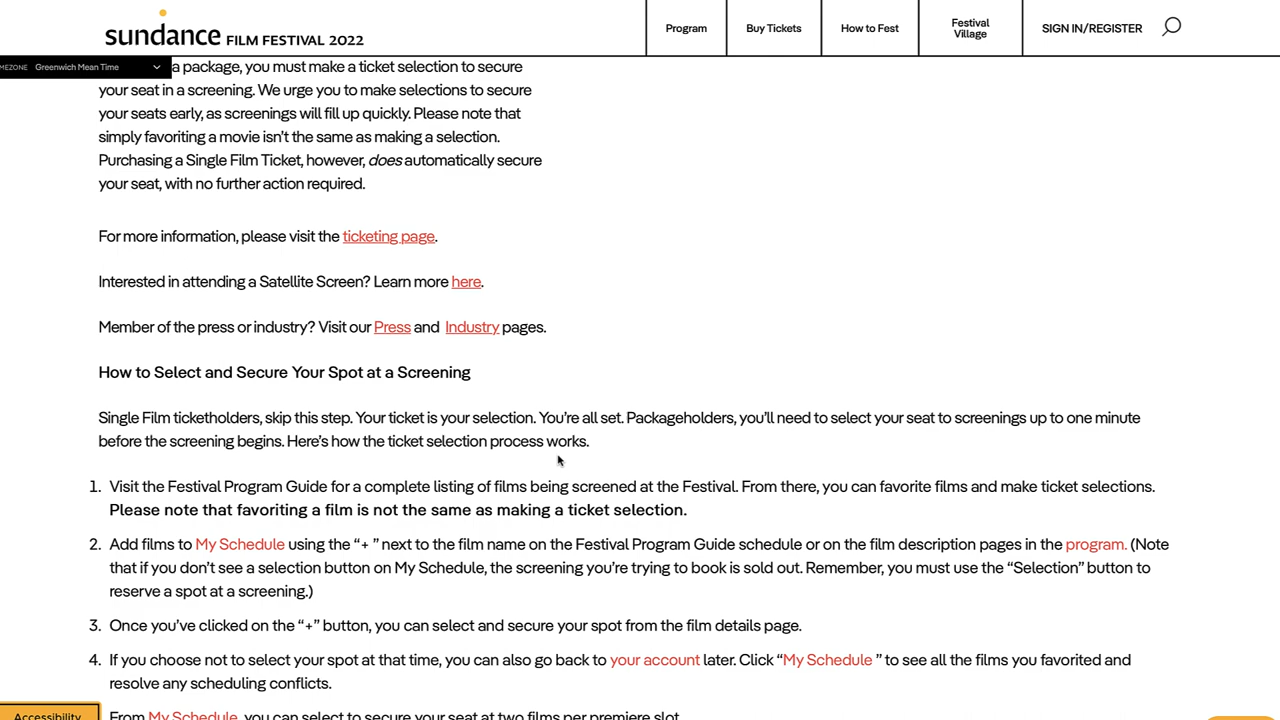 sundance FILM FESTIVAL 2022
Program
Buy Tickets
How to Fest
Festival
Village
SIGN IN/REGISTER
Greenwich Mean Time
a package, you must make a ticket selection to secure
your seat in a screening. We urge you to make selections to secure
your seats early, as screenings will fill up quickly. Please note that
simply favoriting a movie isn't the same as making a selection.
Purchasing a Single Film Ticket, however, does automatically secure
your seat, with no further action required.
For more information, please visit the ticketing page.
Interested in attending a Satellite Screen? Learn more here.
Member of the press or industry? Visit our Press and Industry pages.
How to Select and Secure Your Spot at a Screening
Single Film ticketholders, skip this step. Your ticket is your selection. You're all set. Packageholders, you'll need to select your seat to screenings up to one minute
before the screening begins. Here's how the ticket selection process works.
1. Visit the Festival Program Guide for a complete listing of films being screened at the Festival. From there, you can favorite films and make ticket selections.
Please note that favoriting a film is not the same as making a ticket selection.
2. Add films to My Schedule using the “+ ” next to the film name on the Festival Program Guide schedule or on the film description pages in the program. (Note
that if you don't see a selection button on My Schedule, the screening you're trying to book is sold out. Remember, you must use the “Selection” button to
reserve a spot at a screening.)
3. Once you've clicked on the “+” button, you can select and secure your spot from the film details page.
4. If you choose not to select your spot at that time, you can also go back to your account later. Click “My Schedule ” to see all the films you favorited and
resolve any scheduling conflicts.
From My Schedule, you can select to secure your seat at two films per premiere slot.
Accessibility